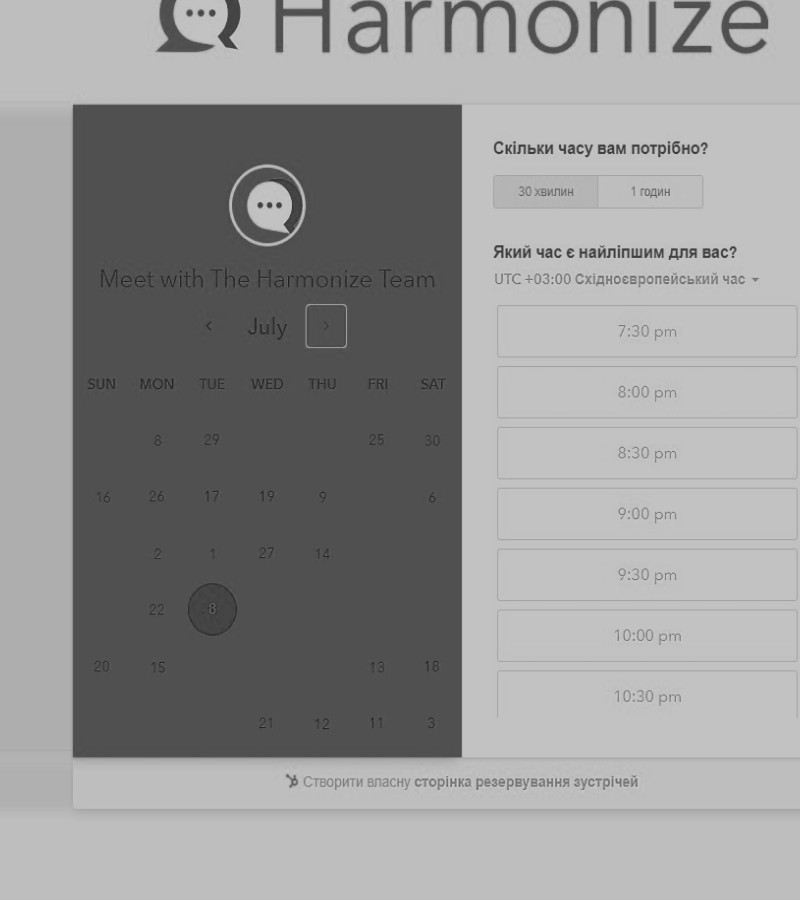 Harmonize
Meet with The Harmonize Team
July
SUN MON TUE WED THU FRI SAT
8 29 25 30
16 26 17 19 9 6
2 1 27 14
22 8
20 15 13 18
21 12 11 3
Скільки часу вам потрібно?
30 хвилин 1 годин
Який час є найліпшим для вас?
UTC +03:00 Східноєвропейський час
7:30 pm
8:00 pm
8:30 pm
9:00 pm
9:30 pm
10:00 pm
10:30 pm
Створити власну сторінка резервування зустрічей